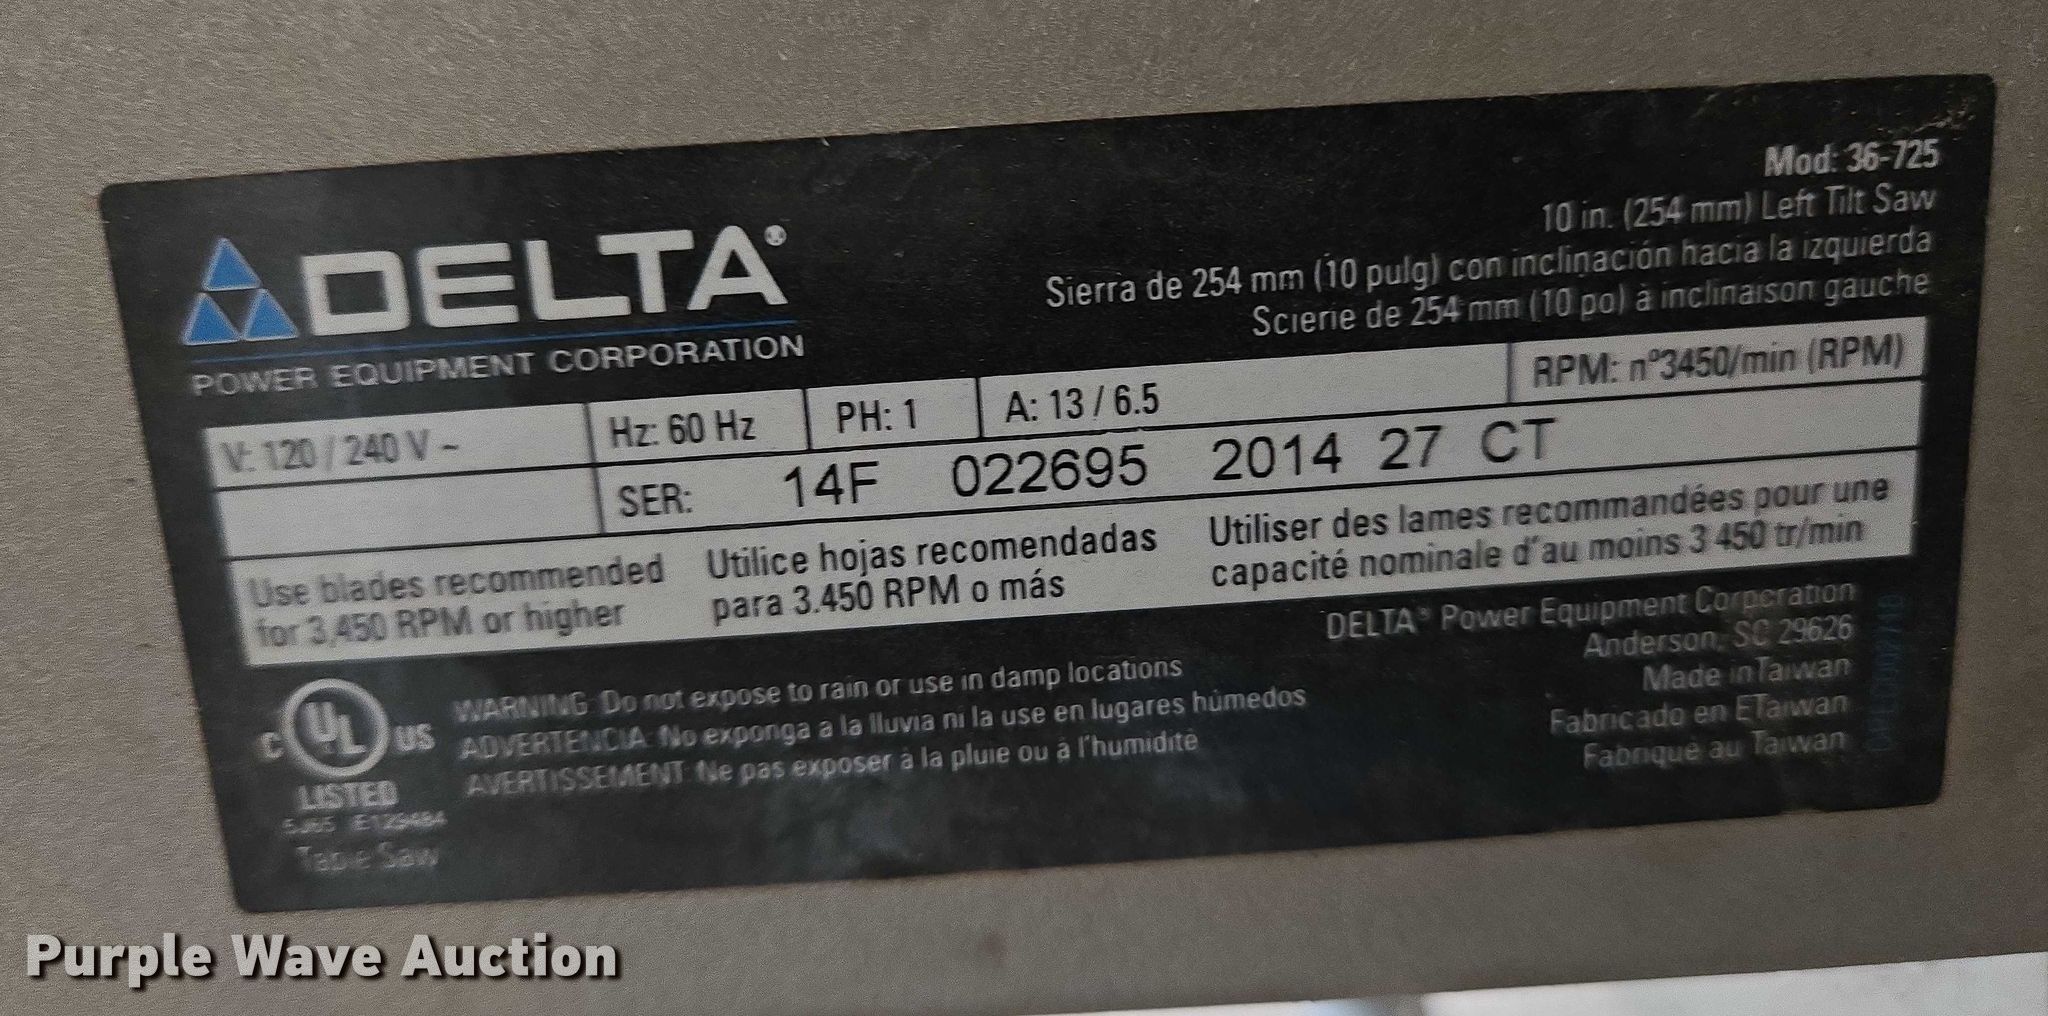 DELTA®
POWER EQUIPMENT CORPORATION
Mod: 36-725
10 in. (254 mm) Left Tilt Saw
Sierra de 254 mm (10 pulg) con inclinación hacia la izquierda
Scierie de 254 mm (10 po) à inclinaison gauche
V: 120 / 240 V ~ Hz: 60 Hz PH: 1 A: 13 / 6.5 RPM: nº3450/min (RPM)
SER: 14F 022695 2014 27 CT
Use blades recommended
for 3,450 RPM or higher
Utilice hojas recomendadas
para 3.450 RPM o más
Utiliser des lames recommandées pour une
capacité nominale d'au moins 3 450 tr/min
C UL US
LISTED
E129484
Table Saw
WARNING: Do not expose to rain or use in damp locations
ADVERTENCIA: No exponga a la lluvia ni la use en lugares húmedos
AVERTISSEMENT: Ne pas exposer à la pluie ou à l'humidité
DELTA® Power Equipment Corporation
Anderson, SC 29626
Made in Taiwan
Fabricado en ETaiwan
Fabriqué au Taiwan
Purple Wave Auction